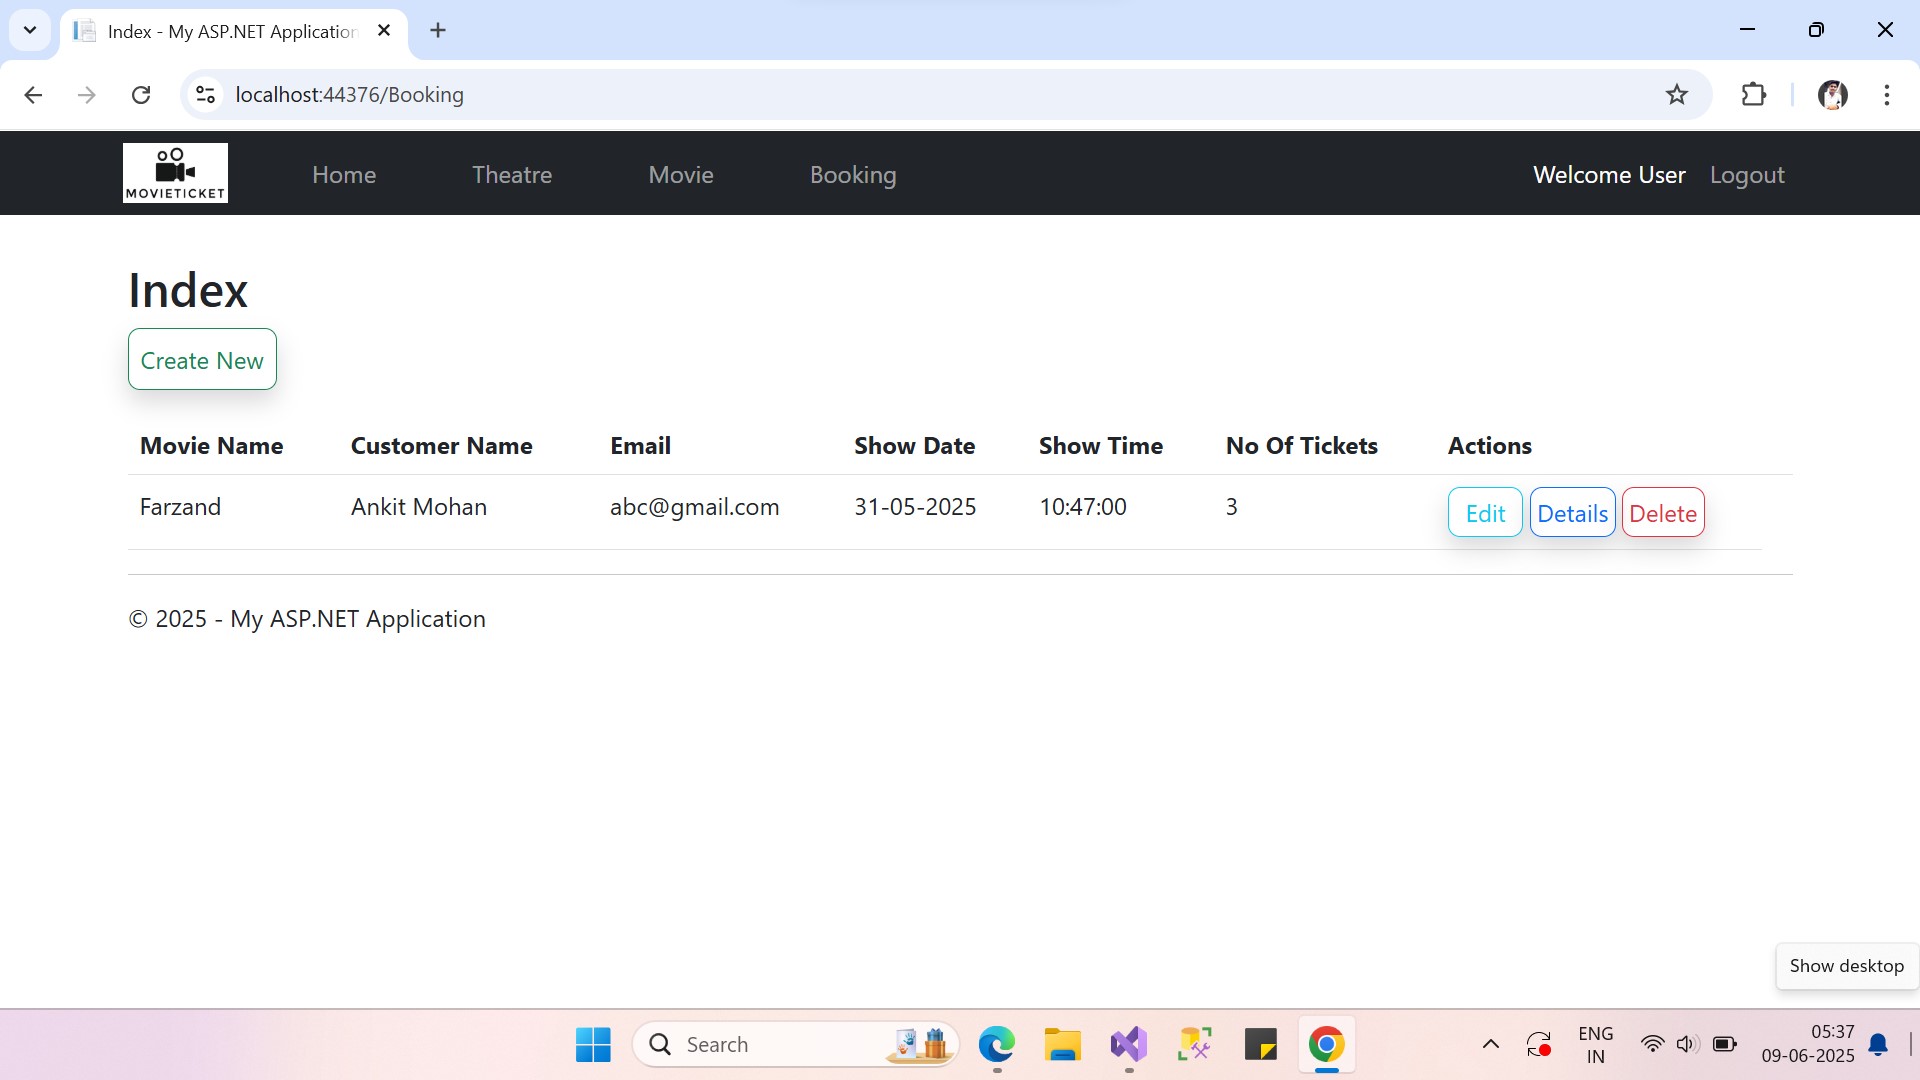 Index - My ASP.NET Application
localhost:44376/Booking
MOVIETICKET
Home Theatre Movie Booking Welcome User Logout
Index
Create New
Movie Name Customer Name Email Show Date Show Time No Of Tickets Actions
Farzand Ankit Mohan abc@gmail.com 31-05-2025 10:47:00 3 Edit Details Delete
© 2025 - My ASP.NET Application
Show desktop
Search
ENG
IN
05:37
09-06-2025